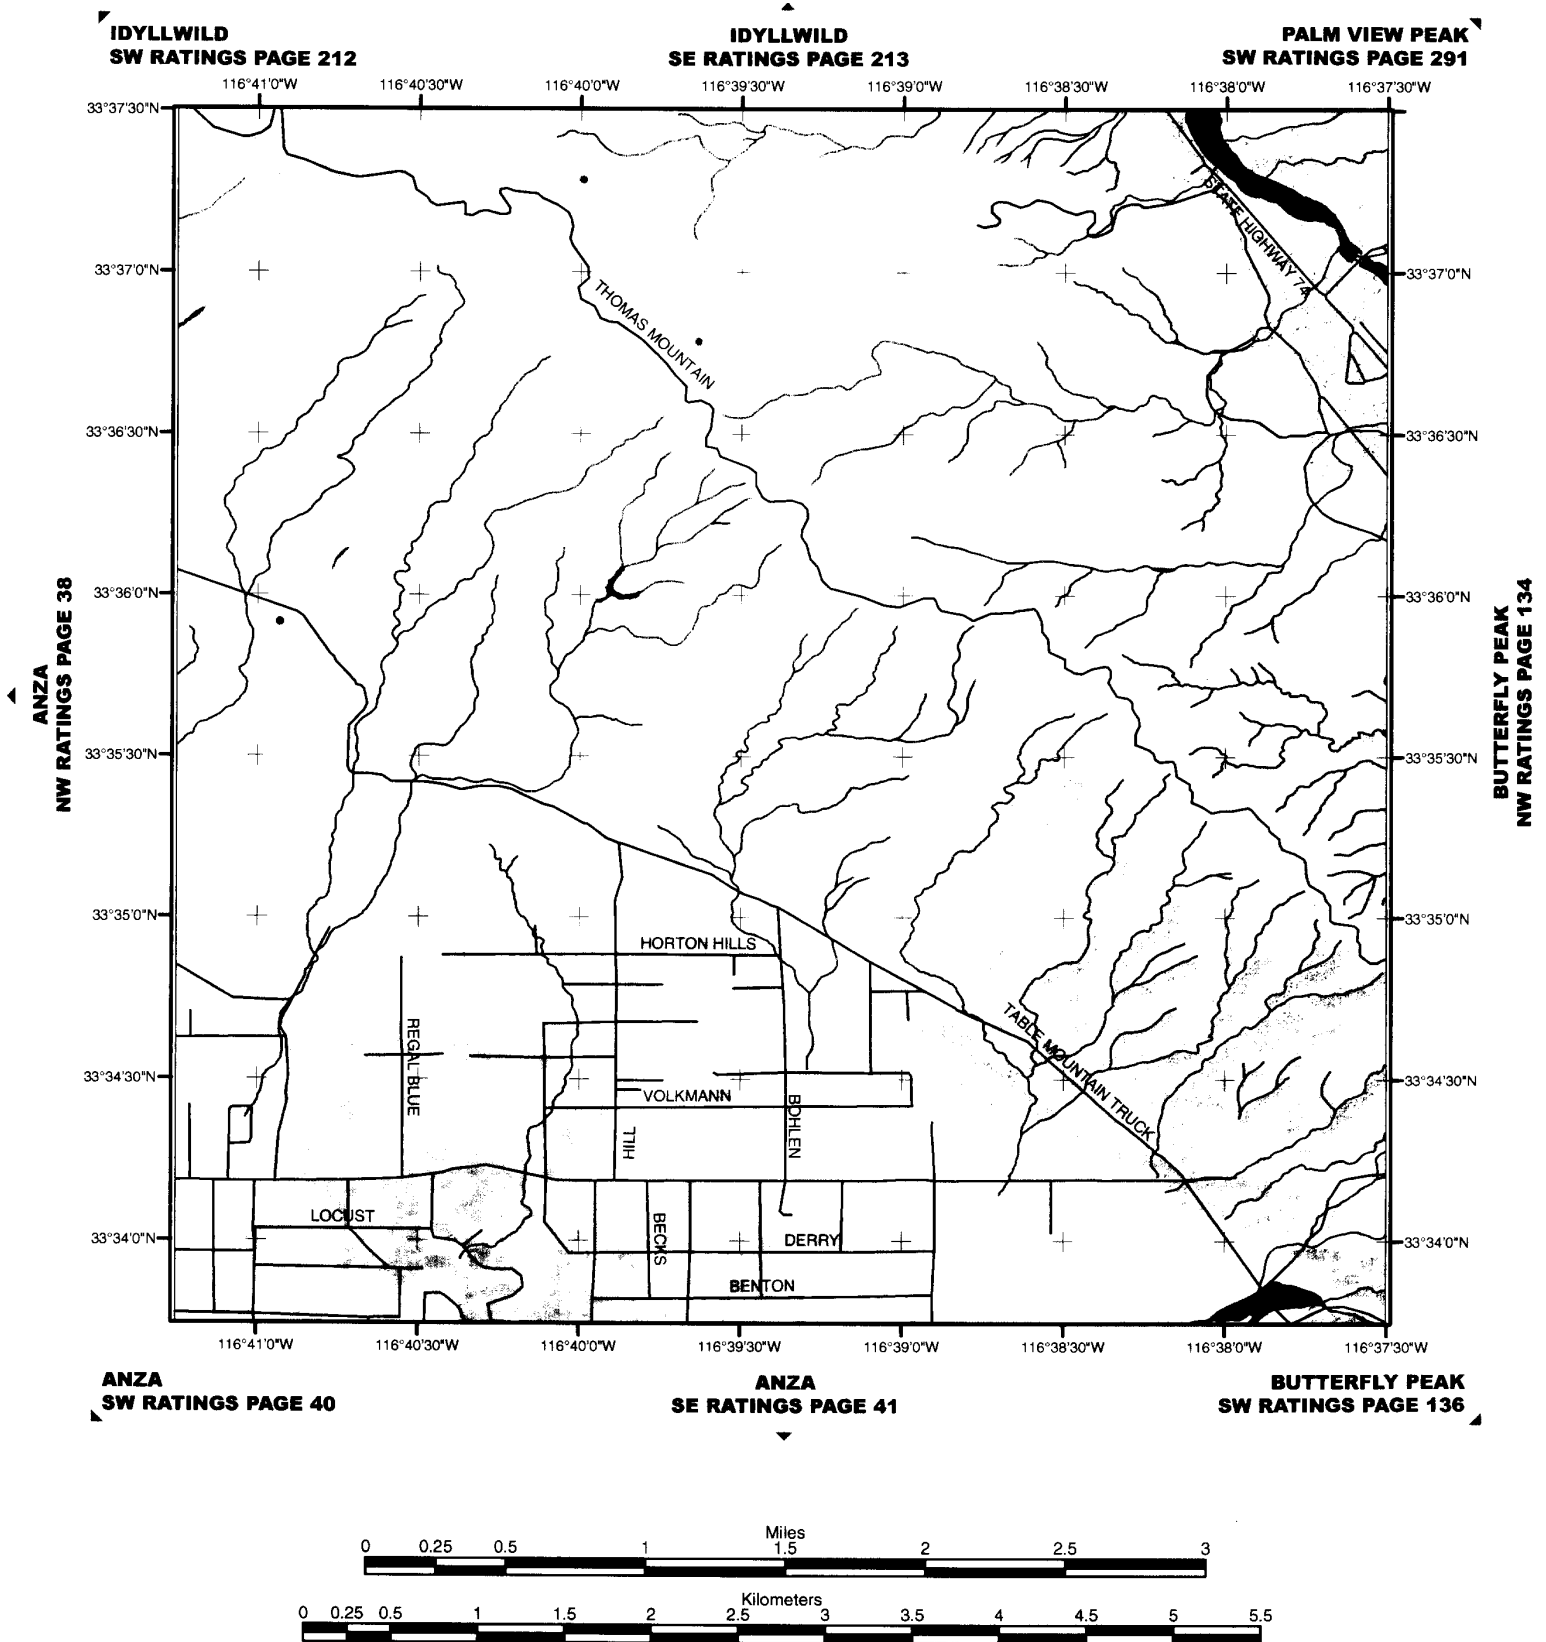 IDYLLWILD
SW RATINGS PAGE 212
IDYLLWILD
SE RATINGS PAGE 213
PALM VIEW PEAK
SW RATINGS PAGE 291
116°41'0"W
116°40'30"W
116°40'0"W
116°39'30"W
116°39'0"W
116°38'30"W
116°38'0"W
116°37'30"W
33°37'30"N
STATE HIGHWAY 74
33°37'0"N
33°37'0"N
THOMAS MOUNTAIN
33°36'30"N
33°36'30"N
33°36'0"N
33°36'0"N
ANZA
NW RATINGS PAGE 38
BUTTERFLY PEAK
NW RATINGS PAGE 134
33°35'30"N
33°35'30"N
33°35'0"N
33°35'0"N
HORTON HILLS
TABLE MOUNTAIN TRUCK
REGAL BLUE
33°34'30"N
33°34'30"N
VOLKMANN
BOHLEN
HILL
LOCUST
BECKS
DERRY
33°34'0"N
33°34'0"N
BENTON
116°41'0"W
116°40'30"W
116°40'0"W
116°39'30"W
116°39'0"W
116°38'30"W
116°38'0"W
116°37'30"W
ANZA
SW RATINGS PAGE 40
ANZA
SE RATINGS PAGE 41
BUTTERFLY PEAK
SW RATINGS PAGE 136
Miles
0 0.25 0.5 1 1.5 2 2.5 3
Kilometers
0 0.25 0.5 1 1.5 2 2.5 3 3.5 4 4.5 5 5.5